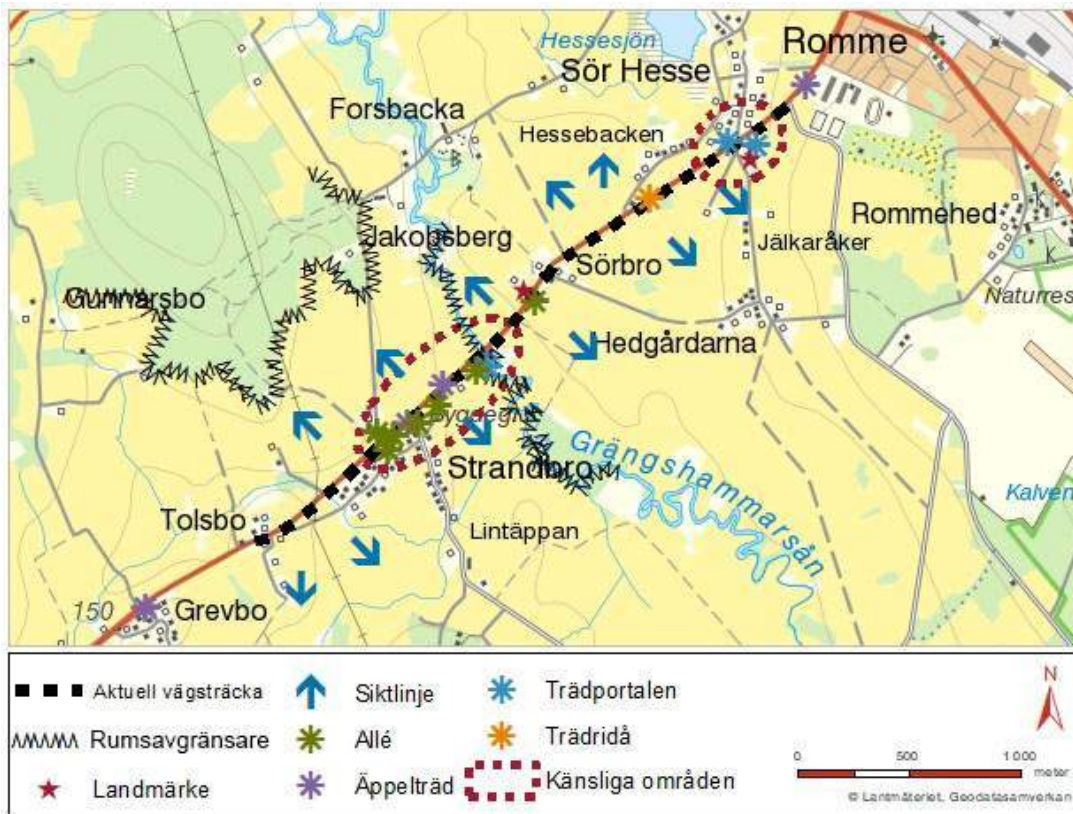 Romme
Hessesjön
Sör Hesse
Forsbacka
Hessebacken
Rommehed
Jakopsberg
Jälkaråker
Sörbro
Gunnarsbo
Naturres
Hedgårdarna
Strandbro
Grängshammarsån
Kalven
Tolsbo
Lintäppan
150
Grevbo
Aktuell vägsträcka
Siktlinje
Trädportalen
N
Rumsavgränsare
Allé
Trädridå
0 500 1 000
meter
Landmärke
Äppelträd
Känsliga områden
© Lantmäteriet, Geodatasamverkan